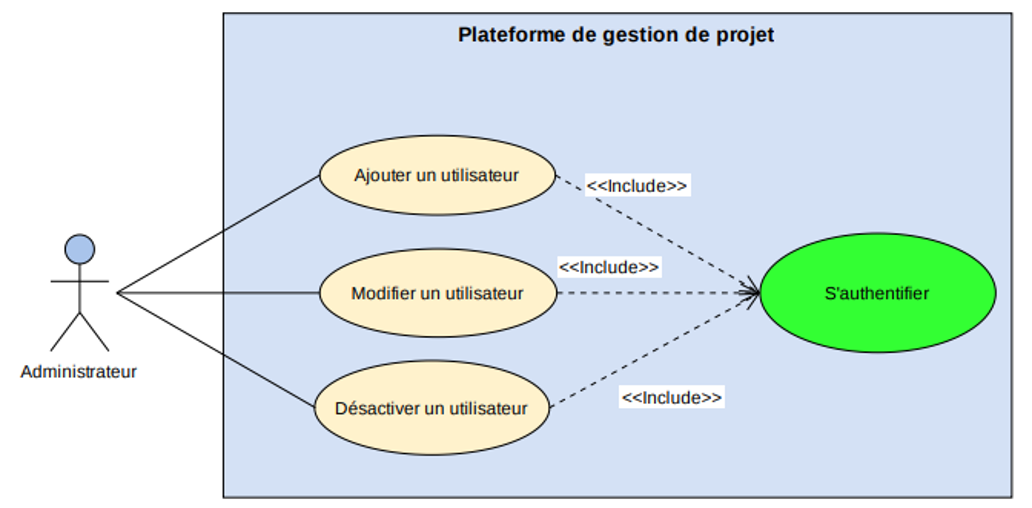 Plateforme de gestion de projet
Ajouter un utilisateur
<<Include>>
Modifier un utilisateur
<<Include>>
S'authentifier
Administrateur
Désactiver un utilisateur
<<Include>>